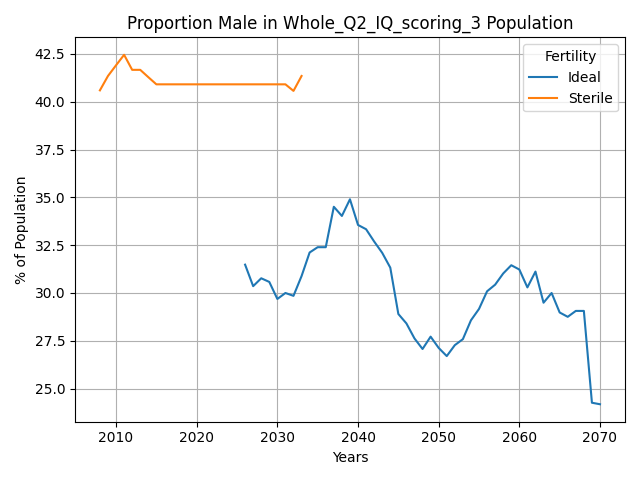 Proportion Male in Whole_Q2_IQ_scoring_3 Population
42.5
40.0
37.5
35.0
32.5
30.0
27.5
25.0
% of Population
Fertility
Ideal
Sterile
2010
2020
2030
2040
2050
2060
2070
Years